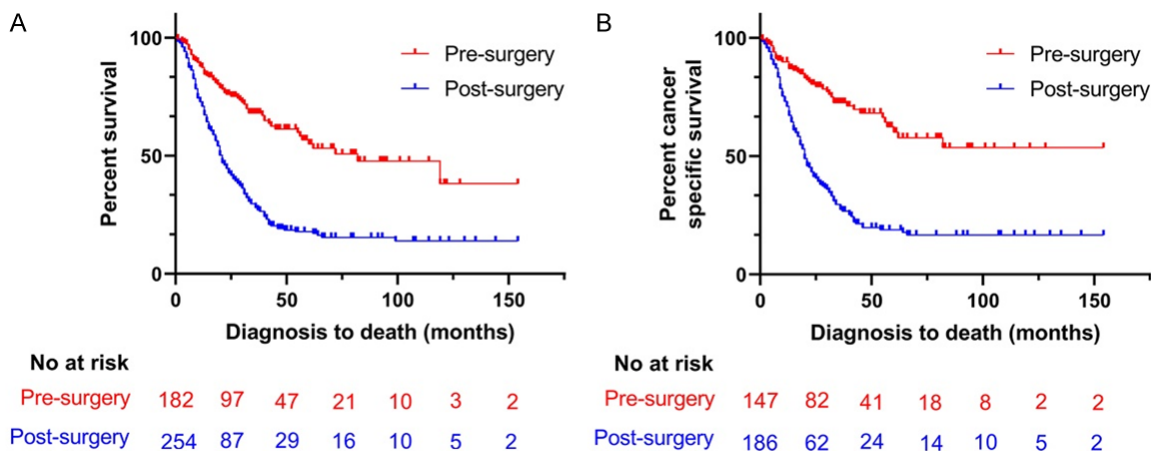 A
Percent survival
100
50
0
0 50 100 150
Pre-surgery
Post-surgery
Diagnosis to death (months)
No at risk
Pre-surgery 182 97 47 21 10 3 2
Post-surgery 254 87 29 16 10 5 2
B
Percent cancer
specific survival
100
50
0
0 50 100 150
Pre-surgery
Post-surgery
Diagnosis to death (months)
No at risk
Pre-surgery 147 82 41 18 8 2 2
Post-surgery 186 62 24 14 10 5 2